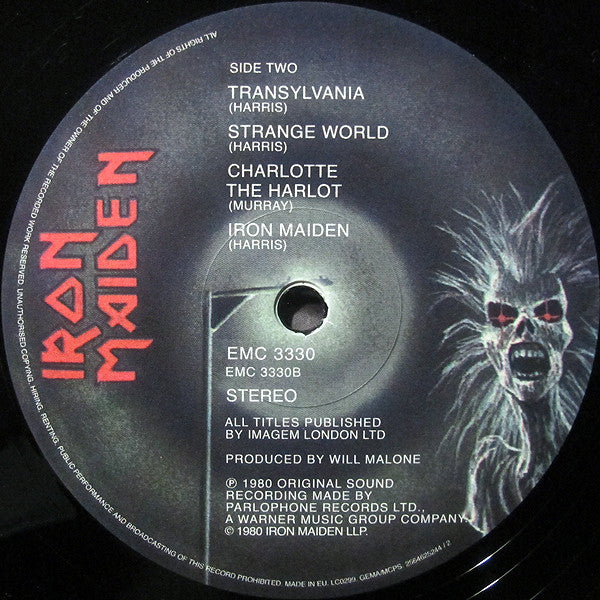 SIDE TWO
TRANSYLVANIA
(HARRIS)
STRANGE WORLD
(HARRIS)
CHARLOTTE
THE HARLOT
(MURRAY)
IRON MAIDEN
(HARRIS)
IRON
MAIDEN
EMC 3330
EMC 3330B
STEREO
ALL TITLES PUBLISHED
BY IMAGEM LONDON LTD
PRODUCED BY WILL MALONE
℗ 1980 ORIGINAL SOUND
RECORDING MADE BY
PARLOPHONE RECORDS LTD.,
A WARNER MUSIC GROUP COMPANY.
© 1980 IRON MAIDEN LLP.
ALL RIGHTS OF THE PRODUCER AND OF THE OWNER OF THE RECORDED WORK RESERVED. UNAUTHORISED COPYING, HIRING, RENTING, PUBLIC PERFORMANCE AND BROADCASTING OF THIS RECORD PROHIBITED. MADE IN EU. LC0299. GEMA/MCPS. 2564625244 / 2